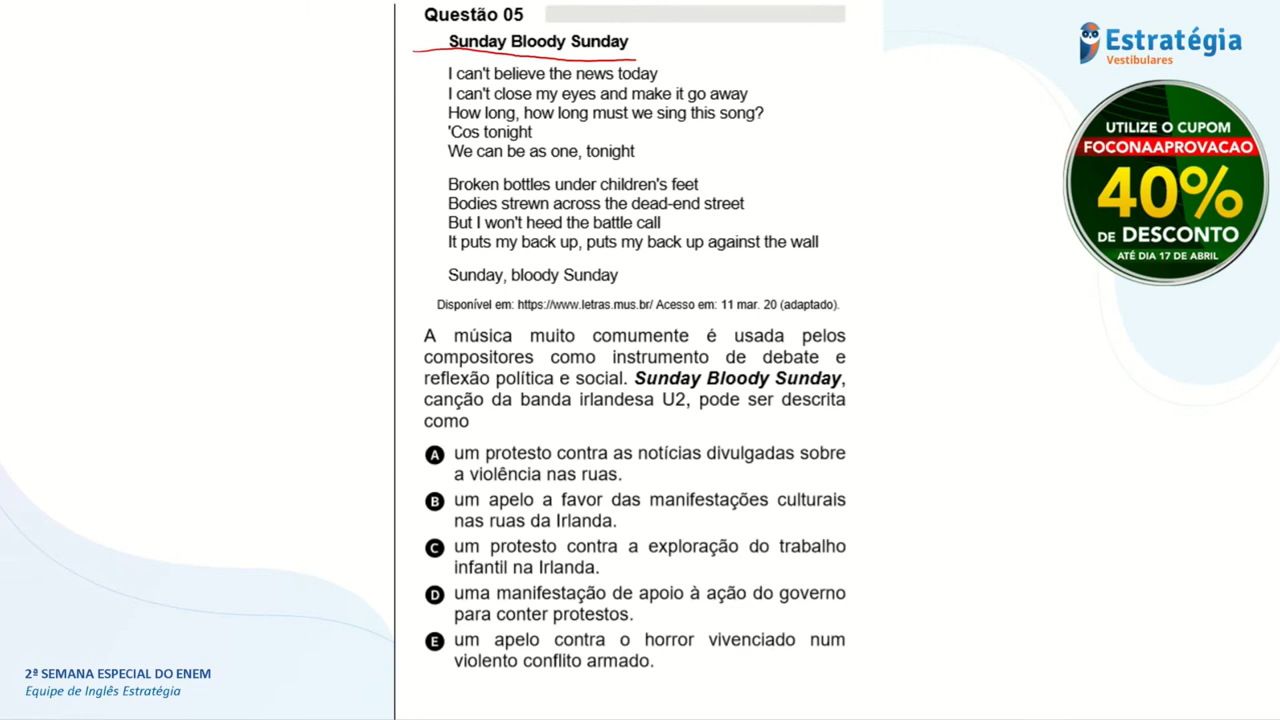 Questão 05
Sunday Bloody Sunday
I can't believe the news today
I can't close my eyes and make it go away
How long, how long must we sing this song?
'Cos tonight
We can be as one, tonight
Broken bottles under children's feet
Bodies strewn across the dead-end street
But I won't heed the battle call
It puts my back up, puts my back up against the wall
Sunday, bloody Sunday
Disponível em: https://www.letras.mus.br/ Acesso em: 11 mar. 20 (adaptado).
A música muito comumente é usada pelos
compositores como instrumento de debate e
reflexão política e social. Sunday Bloody Sunday,
canção da banda irlandesa U2, pode ser descrita
como
A um protesto contra as notícias divulgadas sobre
a violência nas ruas.
B um apelo a favor das manifestações culturais
nas ruas da Irlanda.
C um protesto contra a exploração do trabalho
infantil na Irlanda.
D uma manifestação de apoio à ação do governo
para conter protestos.
E um apelo contra o horror vivenciado num
violento conflito armado.
Estratégia
Vestibulares
UTILIZE O CUPOM
FOCONAAPROVACAO
40%
DE DESCONTO
ATÉ DIA 17 DE ABRIL
2ª SEMANA ESPECIAL DO ENEM
Equipe de Inglês Estratégia